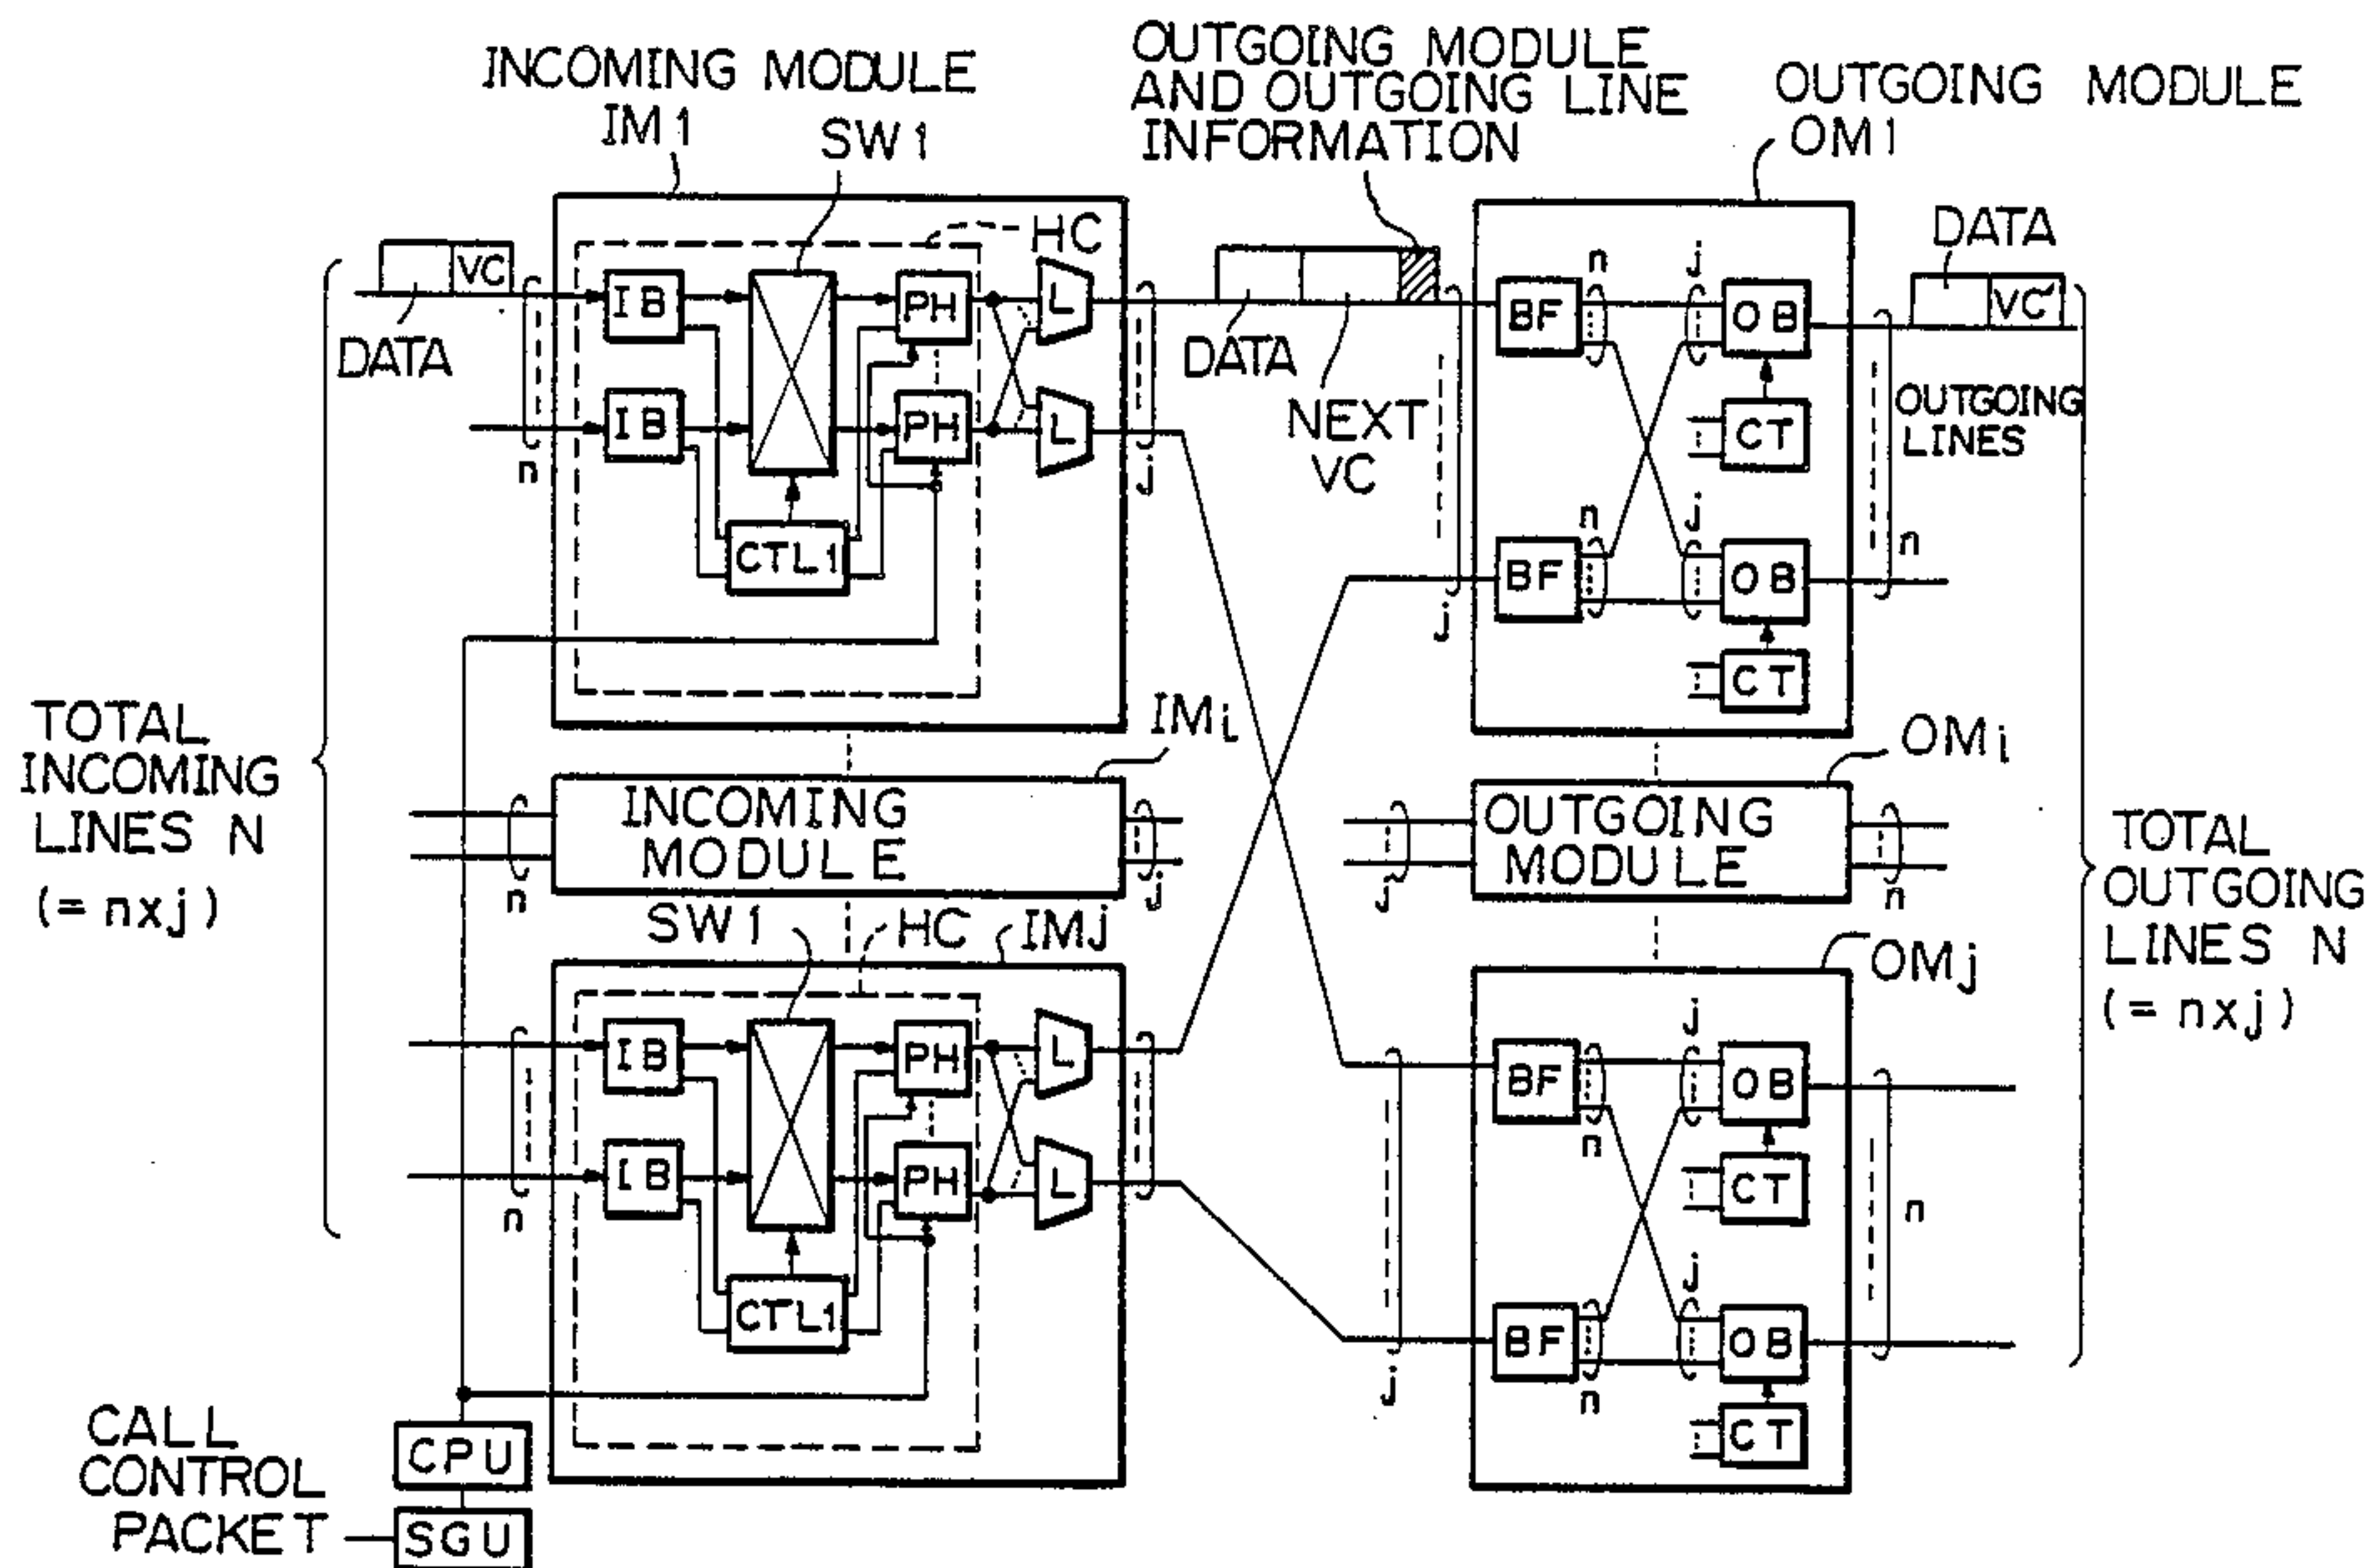 INCOMING MODULE
IM1
SW1
OUTGOING MODULE
AND OUTGOING LINE
INFORMATION
OUTGOING MODULE
OM1
HC
DATA
VC
IB
PH
L
BF
n
j
OB
DATA
VC'
DATA
DATA
NEXT
VC
IB
PH
L
n
j
CT
OUTGOING
LINES
CTL1
n
j
BF
OB
n
j
CT
TOTAL
INCOMING
LINES N
(= nxj)
IMi
INCOMING
MODULE
n
j
OMi
OUTGOING
MODULE
j
n
TOTAL
OUTGOING
LINES N
(= nxj)
SW1
HC
IMj
OMj
IB
PH
L
BF
n
j
OB
IB
PH
L
n
CT
n
CTL1
j
BF
OB
n
j
CT
CALL
CONTROL
PACKET
CPU
SGU